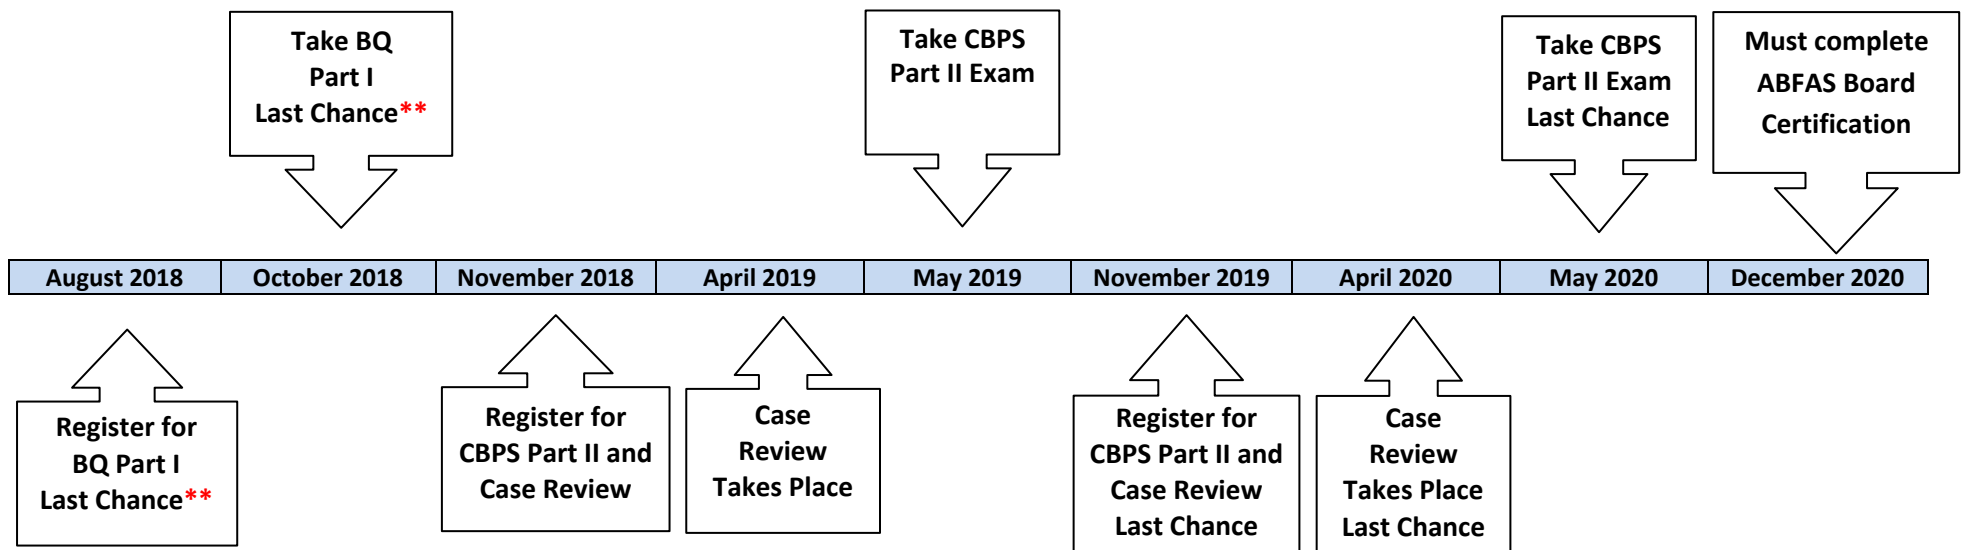 Take BQ
Part I
Last Chance**
Take CBPS
Part II Exam
Take CBPS
Part II Exam
Last Chance
Must complete
ABFAS Board
Certification
August 2018
October 2018
November 2018
April 2019
May 2019
November 2019
April 2020
May 2020
December 2020
Register for
BQ Part I
Last Chance**
Register for
CBPS Part II and
Case Review
Case
Review
Takes Place
Register for
CBPS Part II and
Case Review
Last Chance
Case
Review
Takes Place
Last Chance